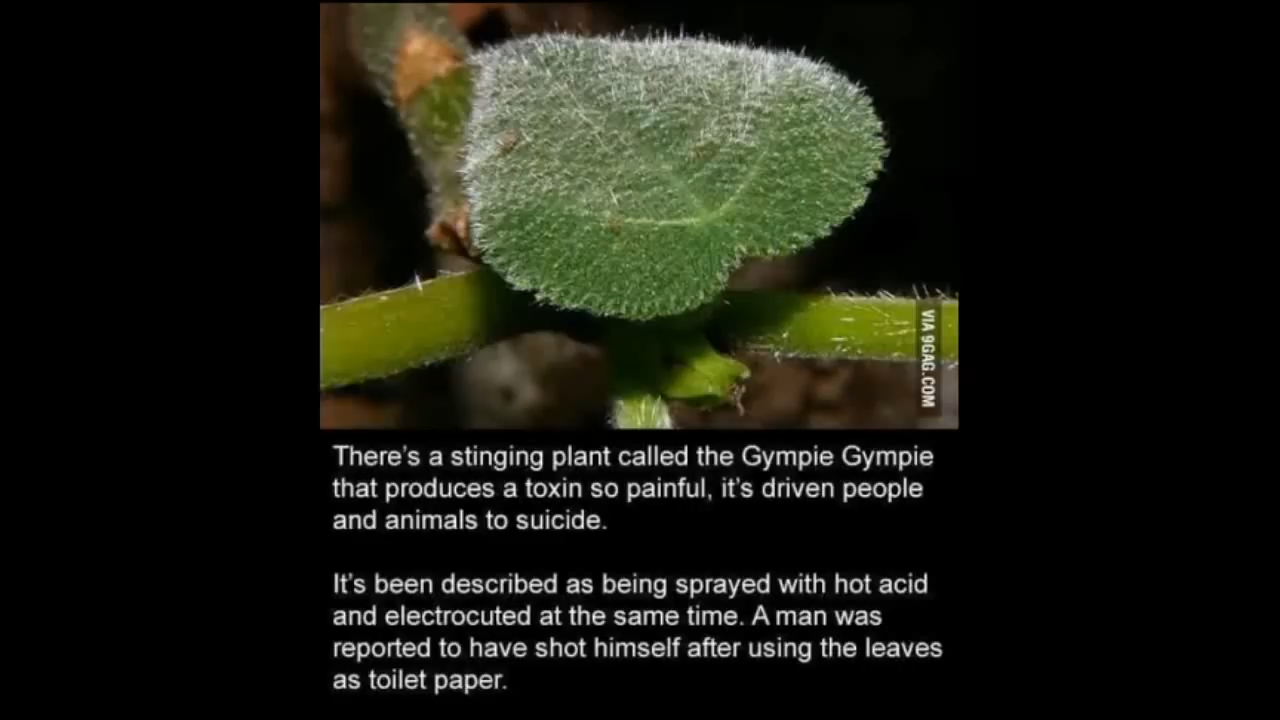 VIA 9GAG.COM
There's a stinging plant called the Gympie Gympie
that produces a toxin so painful, it's driven people
and animals to suicide.
It's been described as being sprayed with hot acid
and electrocuted at the same time. A man was
reported to have shot himself after using the leaves
as toilet paper.